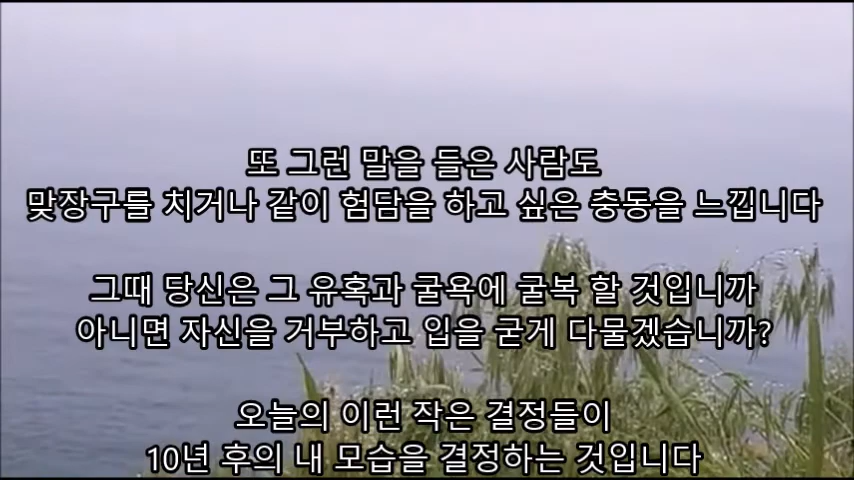 또 그런 말을 들은 사람도
맞장구를 치거나 같이 험담을 하고 싶은 충동을 느낍니다
그때 당신은 그 유혹과 굴욕에 굴복 할 것입니까
아니면 자신을 거부하고 입을 굳게 다물겠습니까?
오늘의 이런 작은 결정들이
10년 후의 내 모습을 결정하는 것입니다